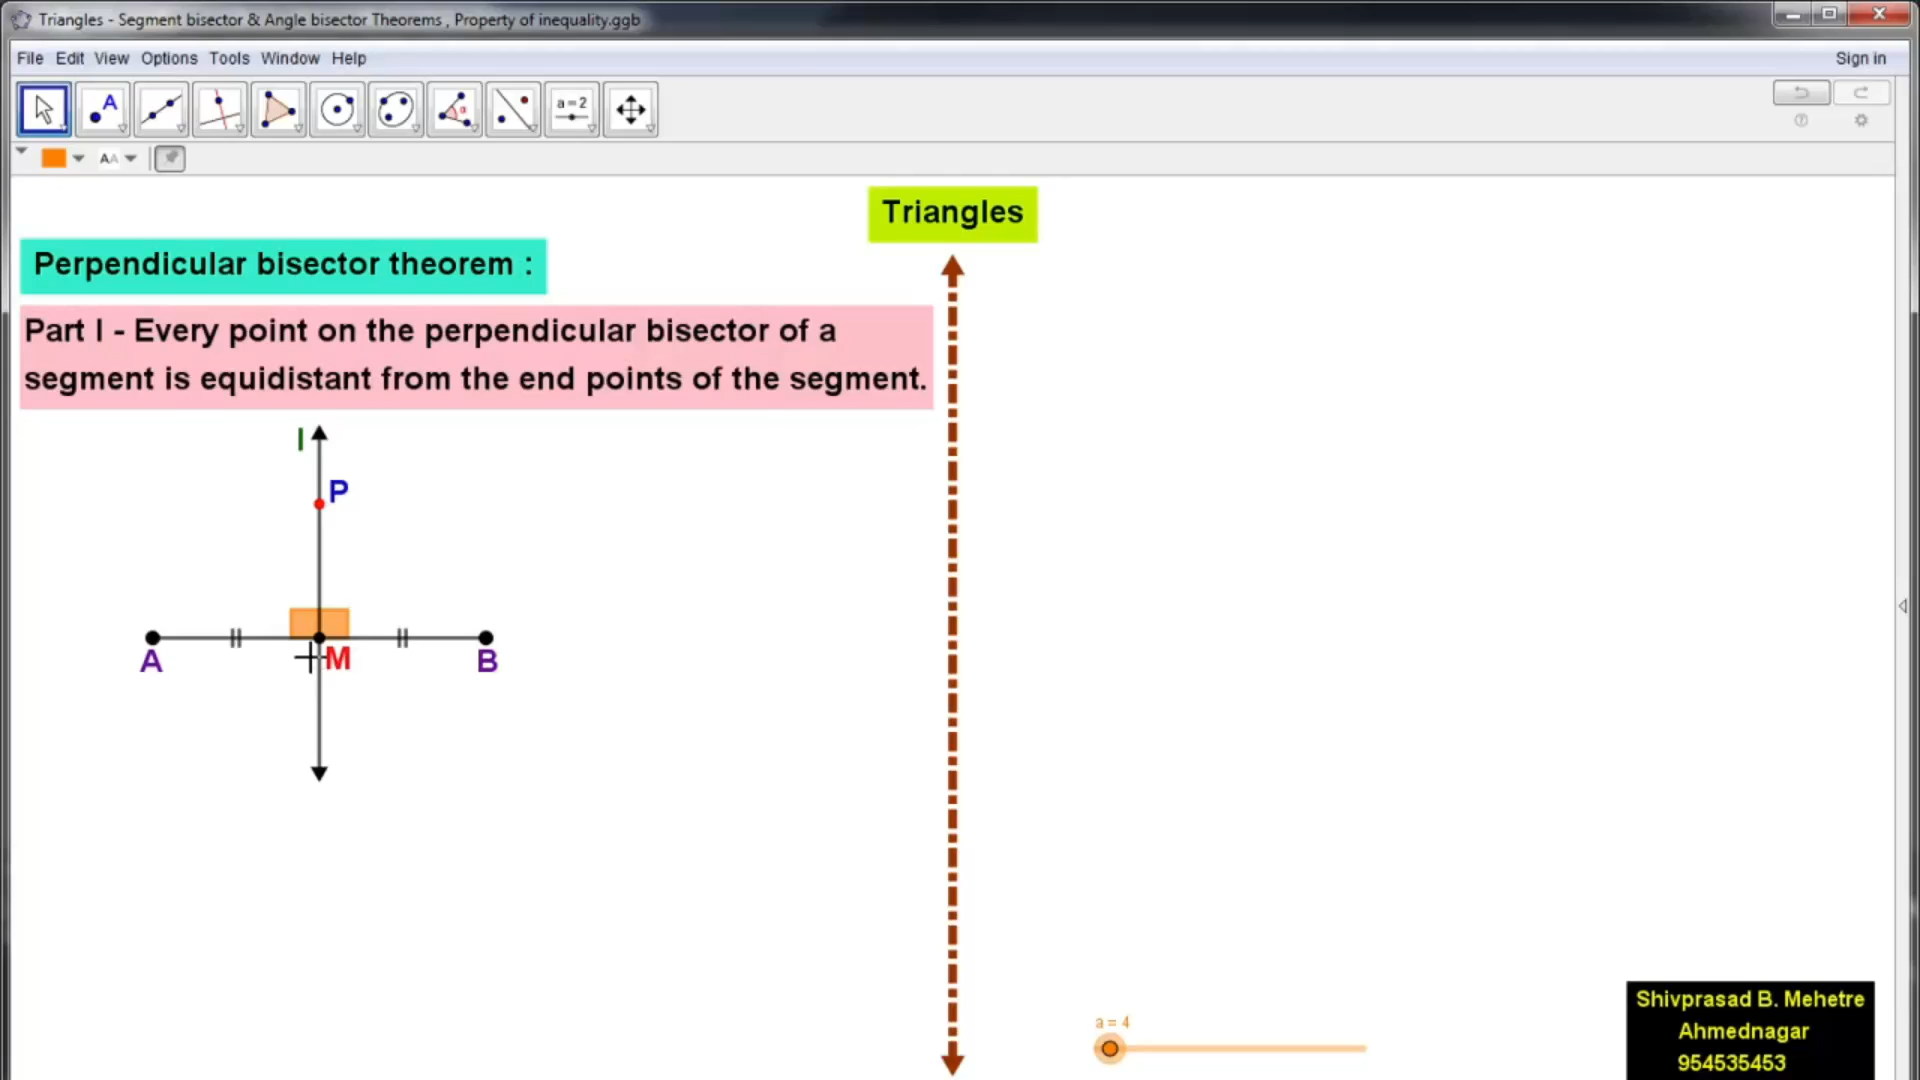 Triangles - Segment bisector & Angle bisector Theorems , Property of inequality.ggb
File Edit View Options Tools Window Help
Sign in
A
α
a = 2
AA
Triangles
Perpendicular bisector theorem :
Part I - Every point on the perpendicular bisector of a
segment is equidistant from the end points of the segment.
l
P
A
M
B
a = 4
Shivprasad B. Mehetre
Ahmednagar
954535453